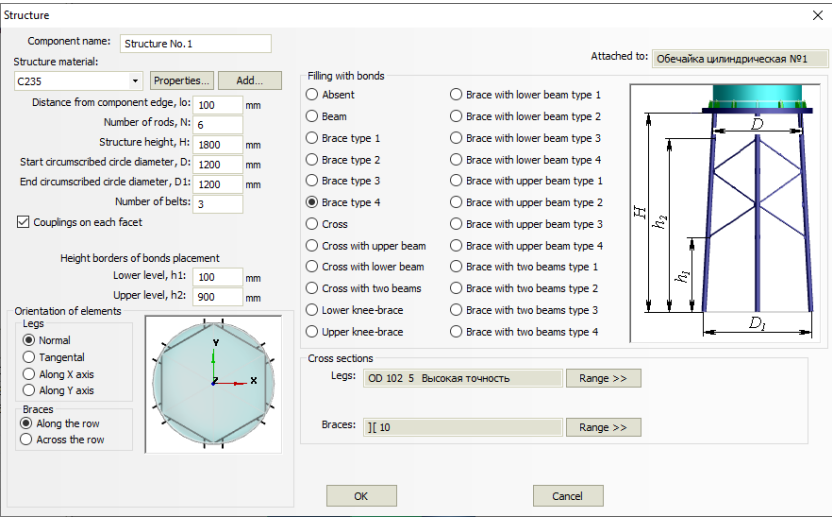 Structure
Component name: Structure No.1
Structure material:
C235 Properties... Add...
Distance from component edge, lo: 100 mm
Number of rods, N: 6
Structure height, H: 1800 mm
Start circumscribed circle diameter, D: 1200 mm
End circumscribed circle diameter, D1: 1200 mm
Number of belts: 3
Couplings on each facet
Height borders of bonds placement
Lower level, h1: 100 mm
Upper level, h2: 900 mm
Orientation of elements
Legs
Normal
Tangental
Along X axis
Along Y axis
Braces
Along the row
Across the row
Y
Z X
Attached to: Обечайка цилиндрическая №1
Filling with bonds
Absent
Beam
Brace type 1
Brace type 2
Brace type 3
Brace type 4
Cross
Cross with upper beam
Cross with lower beam
Cross with two beams
Lower knee-brace
Upper knee-brace
Brace with lower beam type 1
Brace with lower beam type 2
Brace with lower beam type 3
Brace with lower beam type 4
Brace with upper beam type 1
Brace with upper beam type 2
Brace with upper beam type 3
Brace with upper beam type 4
Brace with two beams type 1
Brace with two beams type 2
Brace with two beams type 3
Brace with two beams type 4
D
H
h2
h1
D1
Cross sections
Legs: OD 102 5 Высокая точность Range >>
Braces: ][ 10 Range >>
OK Cancel